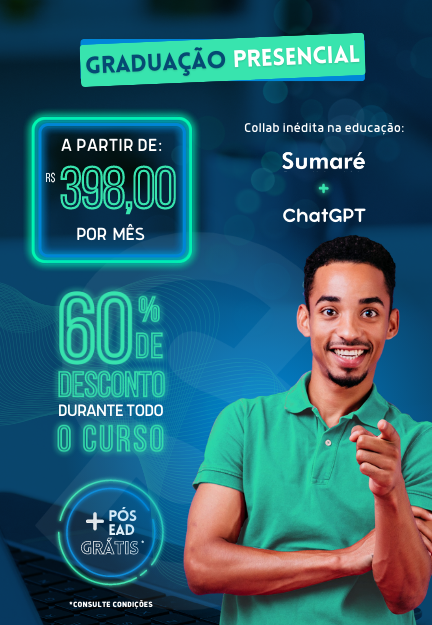 GRADUAÇÃO PRESENCIAL
A PARTIR DE:
R$ 398,00
POR MÊS
Collab inédita na educação:
Sumaré
+
ChatGPT
60%
DE
DESCONTO
DURANTE TODO
O CURSO
+ PÓS
EAD
GRÁTIS*
*CONSULTE CONDIÇÕES